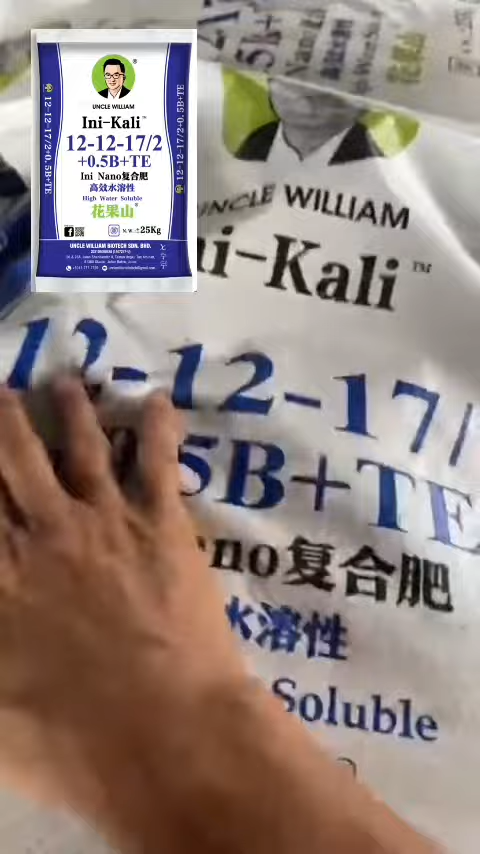 UNCLE WILLIAM
Ini-Kali™
12-12-17/2
+0.5B+TE
Ini Nano复合肥
高效水溶性
High Water Soluble
花果山
N.W.:±25Kg
UNCLE WILLIAM BIOTECH SDN. BHD.
12-12-17/2+0.5B+TE
12-12-17/2+0.5B+TE
UNCLE WILLIAM
ni-Kali™
12-12-17/
5B+TE
no复合肥
水溶性
Soluble